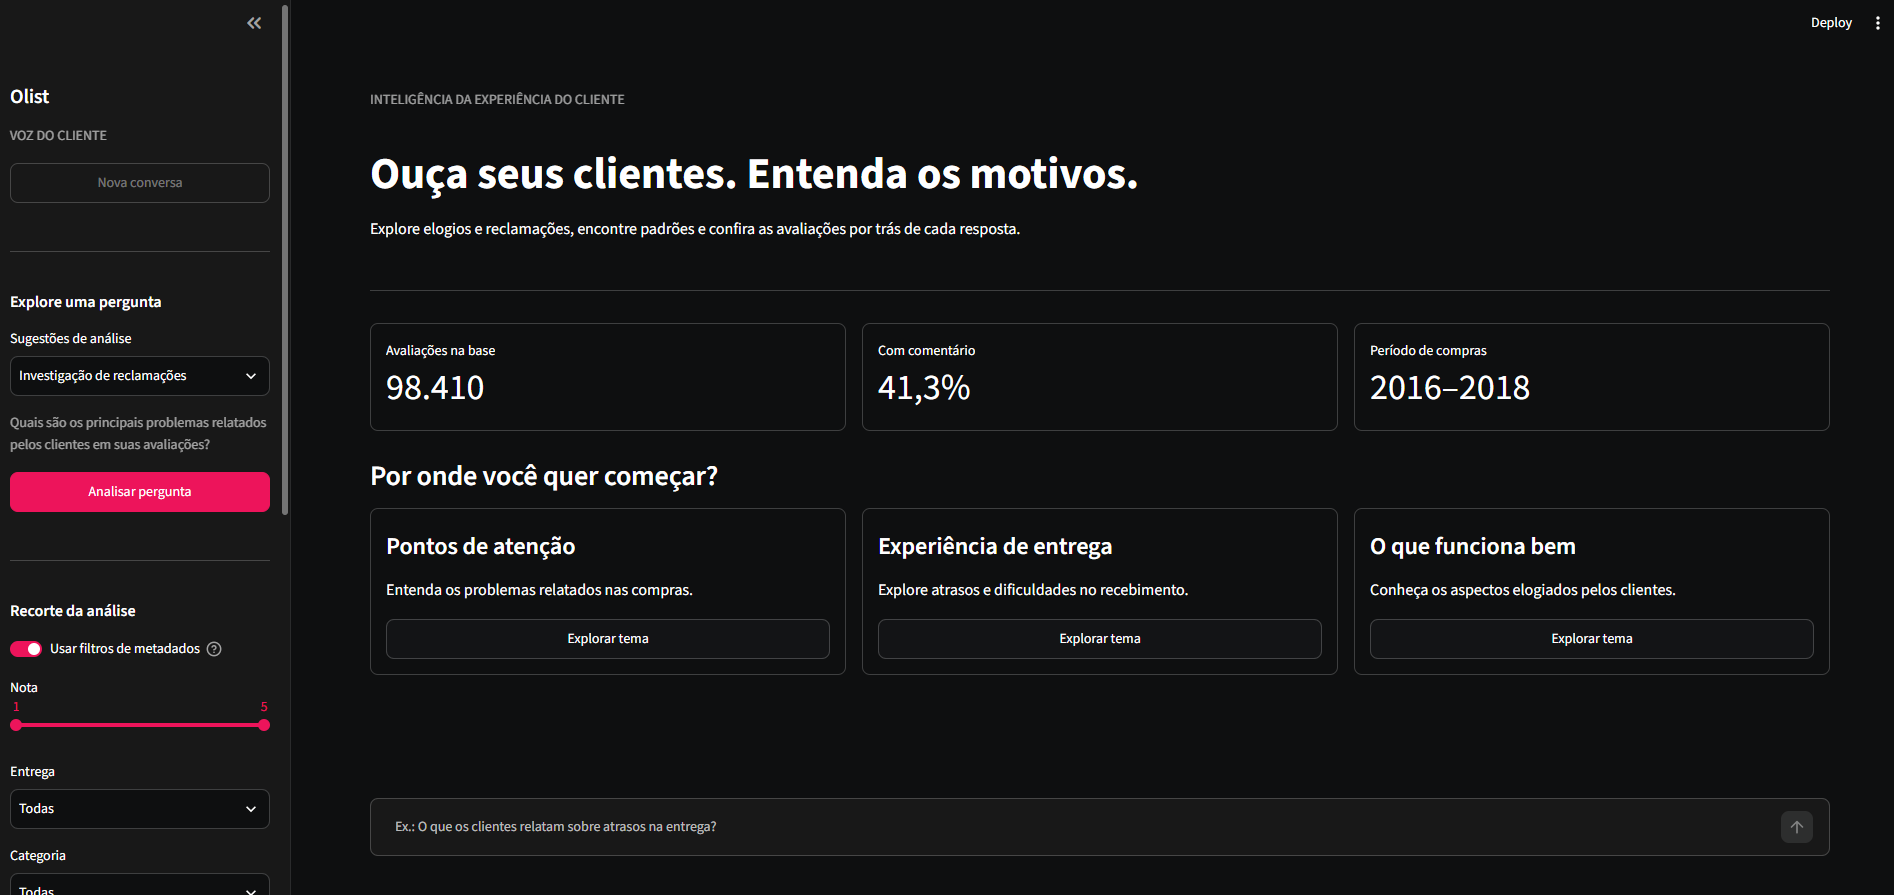 Deploy
Olist
VOZ DO CLIENTE
Nova conversa
Explore uma pergunta
Sugestões de análise
Investigação de reclamações
Quais são os principais problemas relatados
pelos clientes em suas avaliações?
Analisar pergunta
Recorte da análise
Usar filtros de metadados
Nota
1 5
Entrega
Todas
Categoria
Todas
INTELIGÊNCIA DA EXPERIÊNCIA DO CLIENTE
Ouça seus clientes. Entenda os motivos.
Explore elogios e reclamações, encontre padrões e confira as avaliações por trás de cada resposta.
Avaliações na base
98.410
Com comentário
41,3%
Período de compras
2016–2018
Por onde você quer começar?
Pontos de atenção
Entenda os problemas relatados nas compras.
Explorar tema
Experiência de entrega
Explore atrasos e dificuldades no recebimento.
Explorar tema
O que funciona bem
Conheça os aspectos elogiados pelos clientes.
Explorar tema
Ex.: O que os clientes relatam sobre atrasos na entrega?